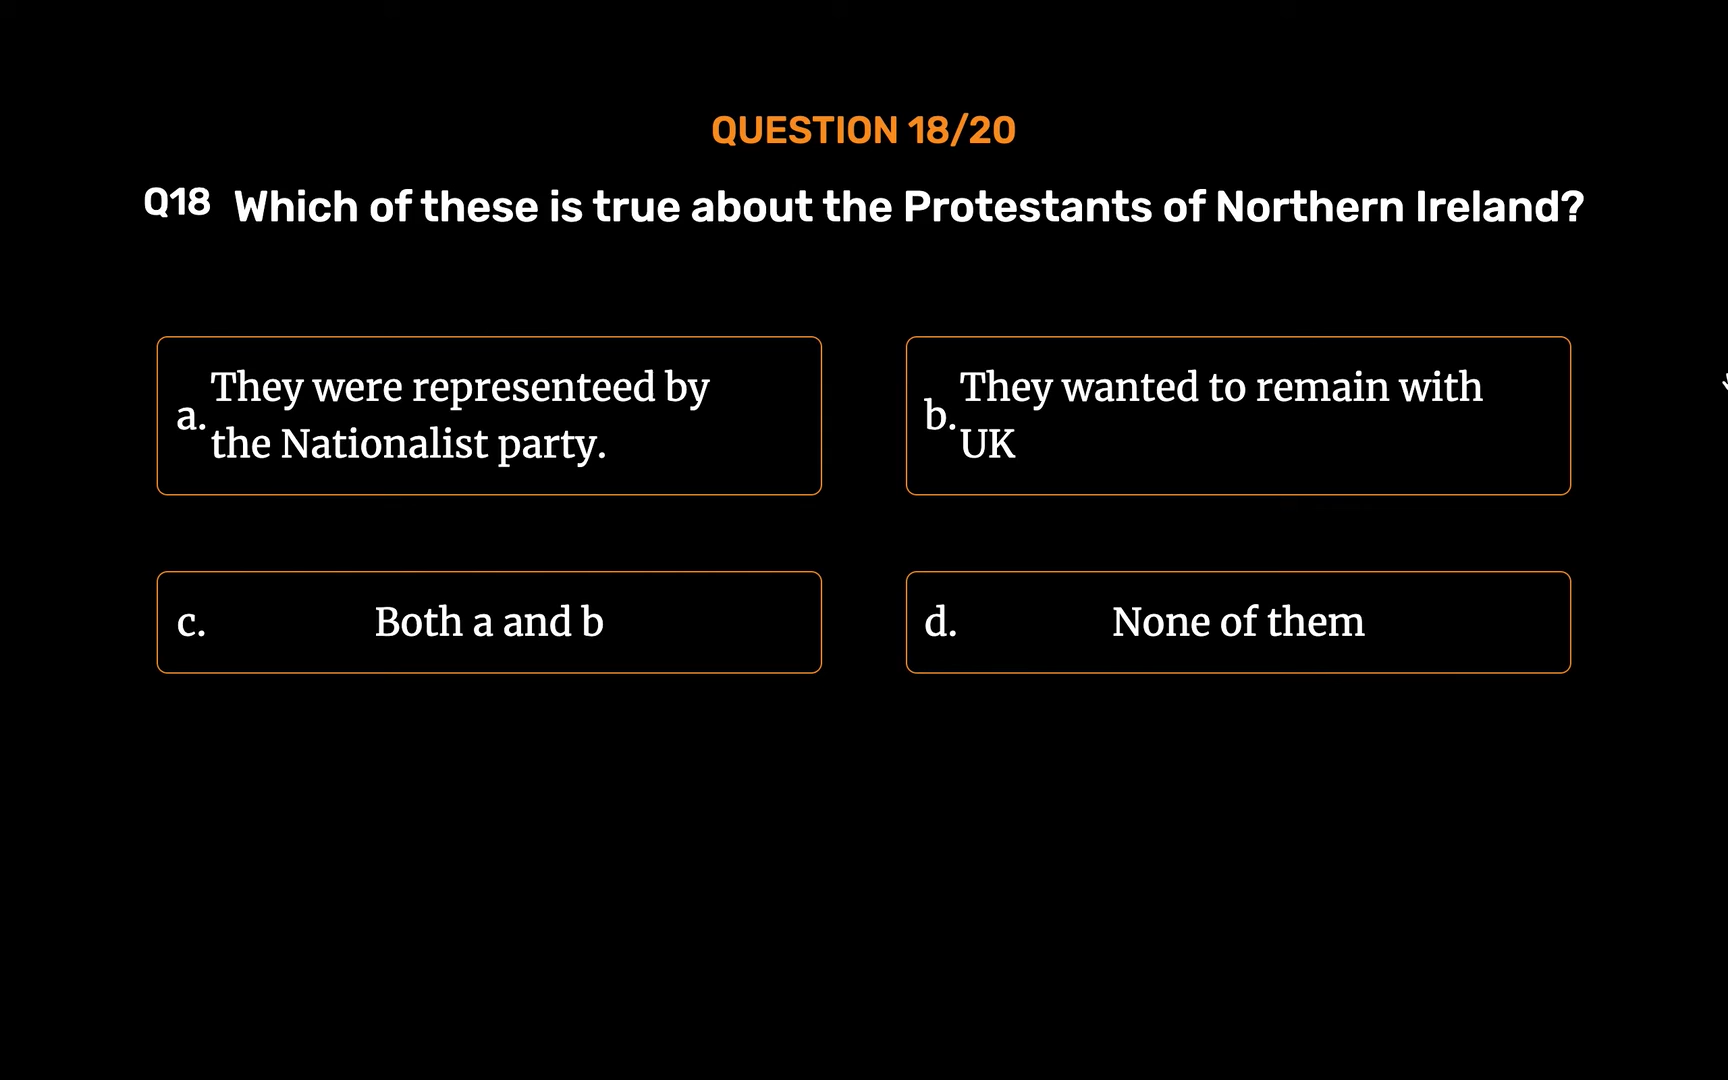 QUESTION 18/20
Q18 Which of these is true about the Protestants of Northern Ireland?
a. They were representeed by
the Nationalist party.
b. They wanted to remain with
UK
c. Both a and b
d. None of them